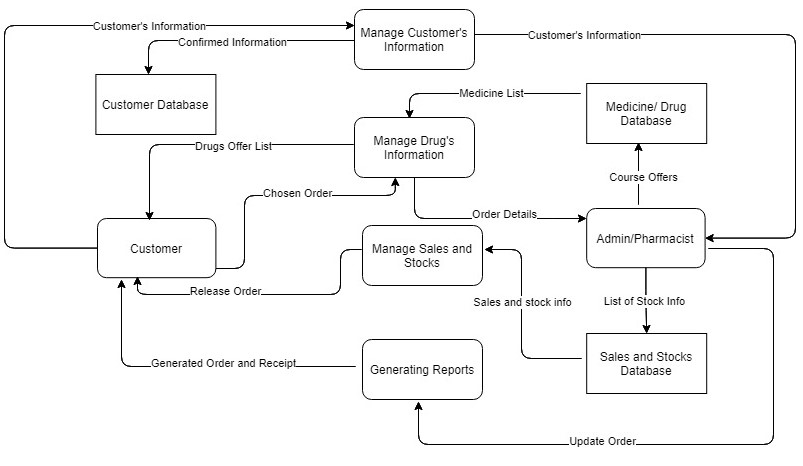 Customer's Information
Manage Customer's
Information
Customer's Information
Confirmed Information
Customer Database
Medicine List
Medicine/ Drug
Database
Manage Drug's
Information
Drugs Offer List
Course Offers
Chosen Order
Order Details
Customer
Manage Sales and
Stocks
Admin/Pharmacist
Release Order
Sales and stock info
List of Stock Info
Generated Order and Receipt
Generating Reports
Sales and Stocks
Database
Update Order